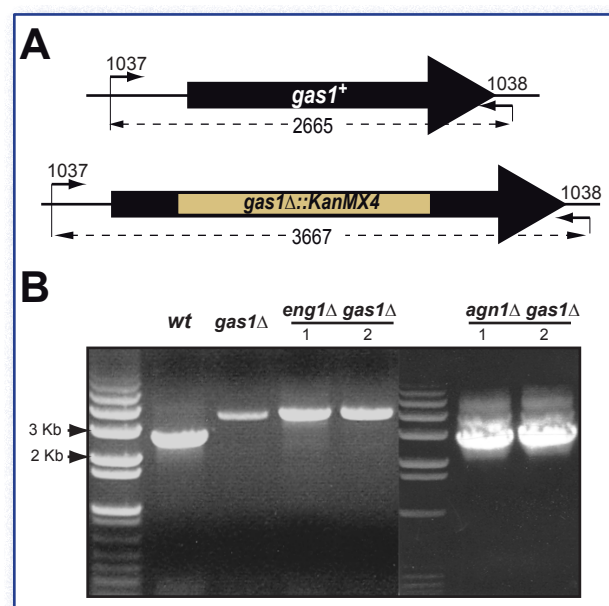 A
1037
gas1+
1038
2665
1037
gas1Δ::KanMX4
1038
3667
B
wt gas1Δ eng1Δ gas1Δ agn1Δ gas1Δ
1 2 1 2
3 Kb
2 Kb